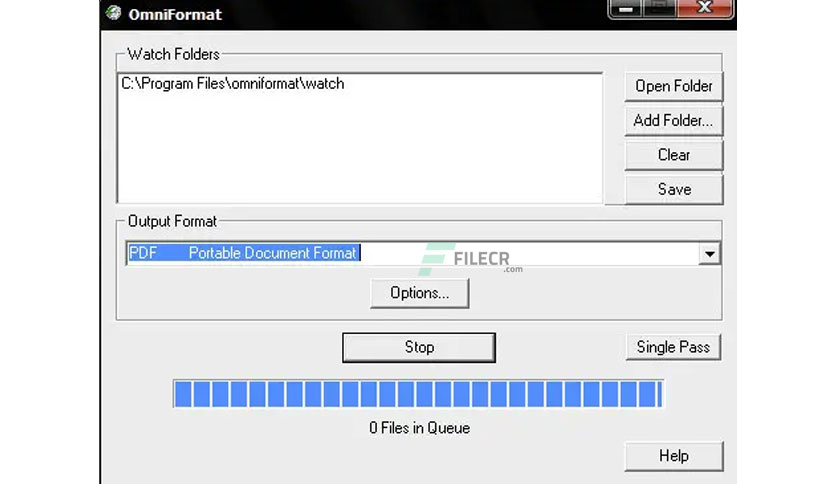 OmniFormat
Watch Folders
C:\Program Files\omniformat\watch
Open Folder
Add Folder...
Clear
Save
Output Format
PDF Portable Document Format
FILECR
.com
Options...
Stop
Single Pass
0 Files in Queue
Help